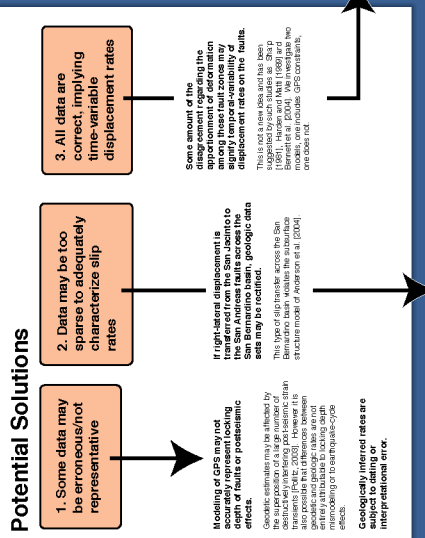 Potential Solutions
1. Some data may
be erroneous/not
representative
Modeling of GPS may not
accurately represent locking
depth of faults or postseismic
effects.
Geodetic estimates may be affected by
the superposition of a large number of
destructively interfering post-seismic strain
transients [Pollitz, 2003]. However it is
also possible that differences between
geodetic and geologic rates are not
entirely attributable to locking depth
mismodeling or to earthquake-cycle
effects.
Geologically inferred rates are
subject to dating or
interpretational error.
2. Data may be too
sparse to adequately
characterize slip
rates
If right-lateral displacement is
transferred from the San Jacinto to
the San Andreas faults across the
San Bernardino basin, geologic data
sets may be rectified.
This type of slip transfer across the San
Bernardino basin violates the subsurface
structure model of Anderson et al. [2004].
3. All data are
correct, implying
time-variable
displacement rates
Some amount of the
disagreement regarding the
apportionment of deformation
among these fault zones may
signify temporal-variability of
displacement rates on the faults.
This is not a new idea and has been
suggested by such studies as Sharp
[1981], Harden and Matti [1989] and
Bennett et al. [2004]. We investigate two
models, one includes GPS constraints,
one does not.